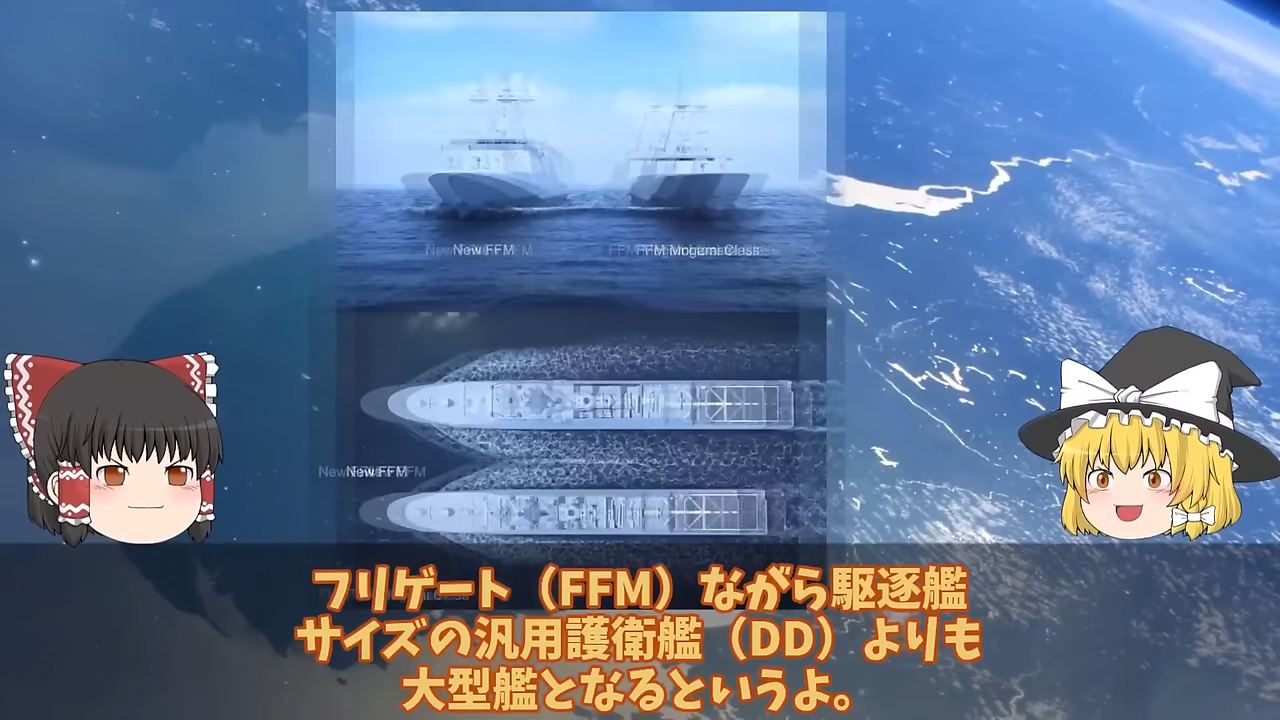 New FFM
FFM Mogami Class
New FFM
フリゲート（FFM）ながら駆逐艦
サイズの汎用護衛艦（DD）よりも
大型艦となるというよ。